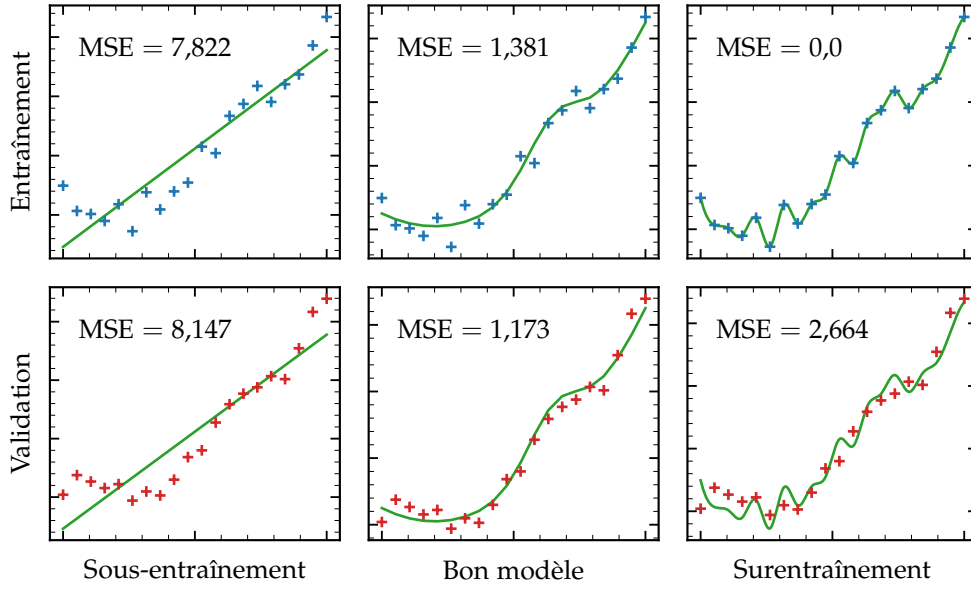 Entraînement
MSE = 7,822
MSE = 1,381
MSE = 0,0
Validation
MSE = 8,147
MSE = 1,173
MSE = 2,664
Sous-entraînement
Bon modèle
Surentraînement